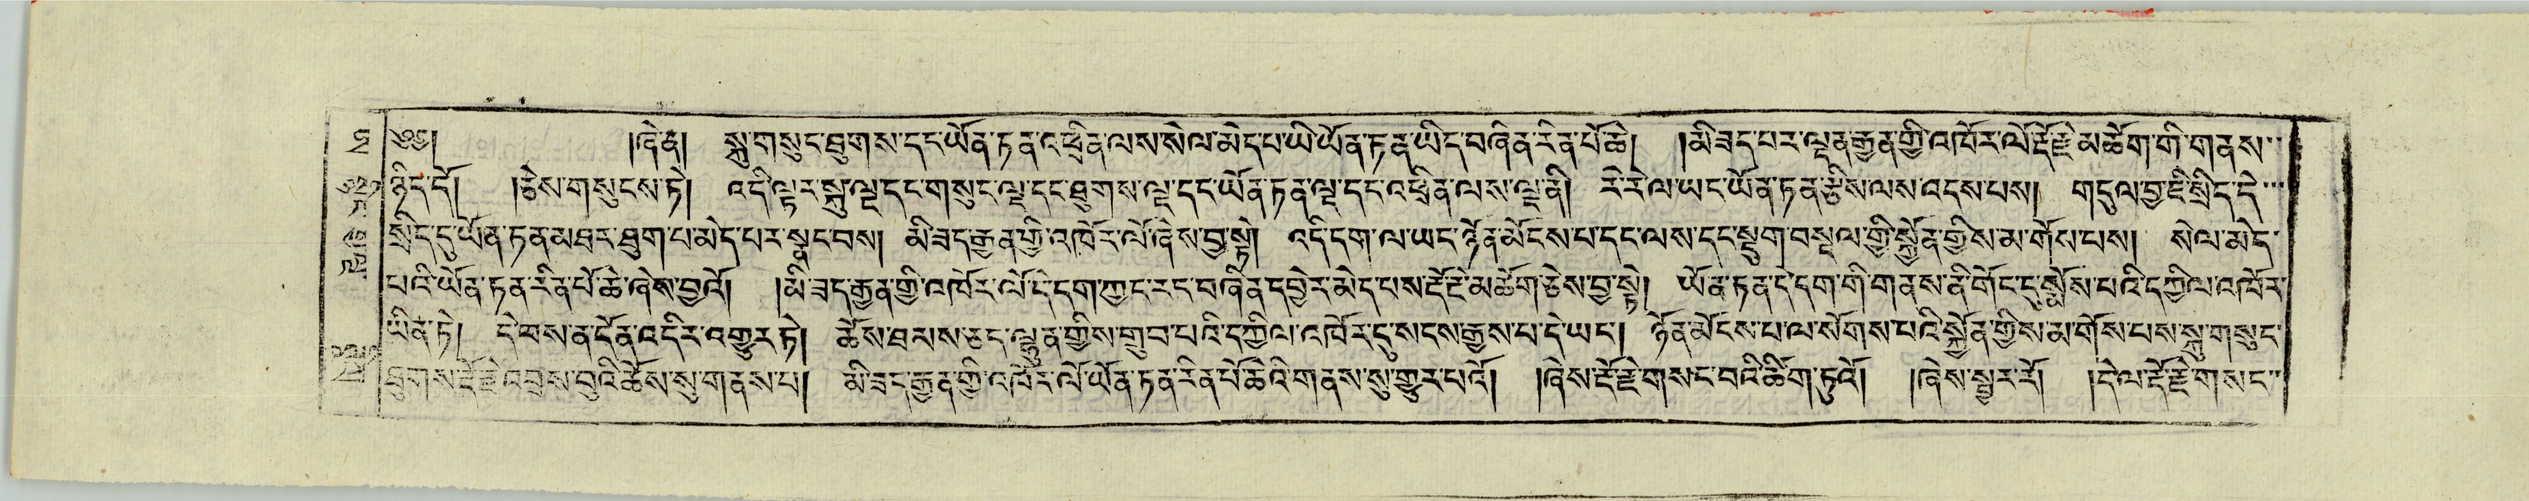 ༄༅། །ཞེ་ན། སྐུ་གསུང་ཐུགས་དང་ཡོན་ཏན་འཕྲིན་ལས་སེལ་མེད་པ་ཡི་ཡོན་ཏན་ཡིད་བཞིན་རིན་པོ་ཆེ། །མི་ཟད་པར་ལྡན་རྒྱན་གྱི་འཁོར་ལོ་རྡོ་རྗེ་མཆོག་གི་གནས་
ཉིད་དོ། །ཅེས་གསུངས་ཏེ། འདི་ལྟར་སྐུ་ལྔ་དང་གསུང་ལྔ་དང་ཐུགས་ལྔ་དང་ཡོན་ཏན་ལྔ་དང་འཕྲིན་ལས་ལྔ་ནི། རེ་རེ་ལ་ཡང་ཡོན་ཏན་རྩིས་ལས་འདས་པས། གདུལ་བྱ་ཇི་སྲིད་དེ་
སྲིད་དུ་ཡོན་ཏན་མཐར་ཐུག་པ་མེད་པར་སྣང་བས། མི་ཟད་རྒྱན་གྱི་འཁོར་ལོ་ཞེས་བྱ་སྟེ། འདི་དག་ལ་ཡང་ཉོན་མོངས་པ་དང་ལས་དང་སྡུག་བསྔལ་གྱི་སྐྱོན་གྱིས་མ་གོས་པས། སེལ་མེད་
པའི་ཡོན་ཏན་རིན་པོ་ཆེ་ཞེས་བྱའོ། །མི་ཟད་རྒྱན་གྱི་འཁོར་ལོ་དེ་དག་ཀྱང་རང་བཞིན་དབྱེར་མེད་པས་རྡོ་རྗེ་མཆོག་ཅེས་བྱ་སྟེ། ཡོན་ཏན་དེ་དག་གི་གནས་ནི་གོང་དུ་སྨོས་པའི་དཀྱིལ་འཁོར་
ཡིན་ཏེ། དེ་བས་ན་དོན་འདིར་འགྱུར་ཏེ། ཆོས་ཐམས་ཅད་ལྷུན་གྱིས་གྲུབ་པའི་དཀྱིལ་འཁོར་དུ་སངས་རྒྱས་པ་དེ་ཡང་། ཉོན་མོངས་པ་ལ་སོགས་པའི་སྐྱོན་གྱིས་མ་གོས་པས་སྐུ་གསུང་
ཐུགས་རྡོ་རྗེ་འབྲས་བུའི་ཆོས་སུ་གནས་པ། མི་ཟད་རྒྱན་གྱི་འཁོར་ལོ་ཡོན་ཏན་རིན་པོ་ཆེའི་གནས་སུ་གྱུར་པའོ། །ཞེས་རྡོ་རྗེ་གསང་བའི་ཚིག་ཏུའོ། །ཞེས་སྦྱར་རོ། །དེ་ལ་རྡོ་རྗེ་གསང་